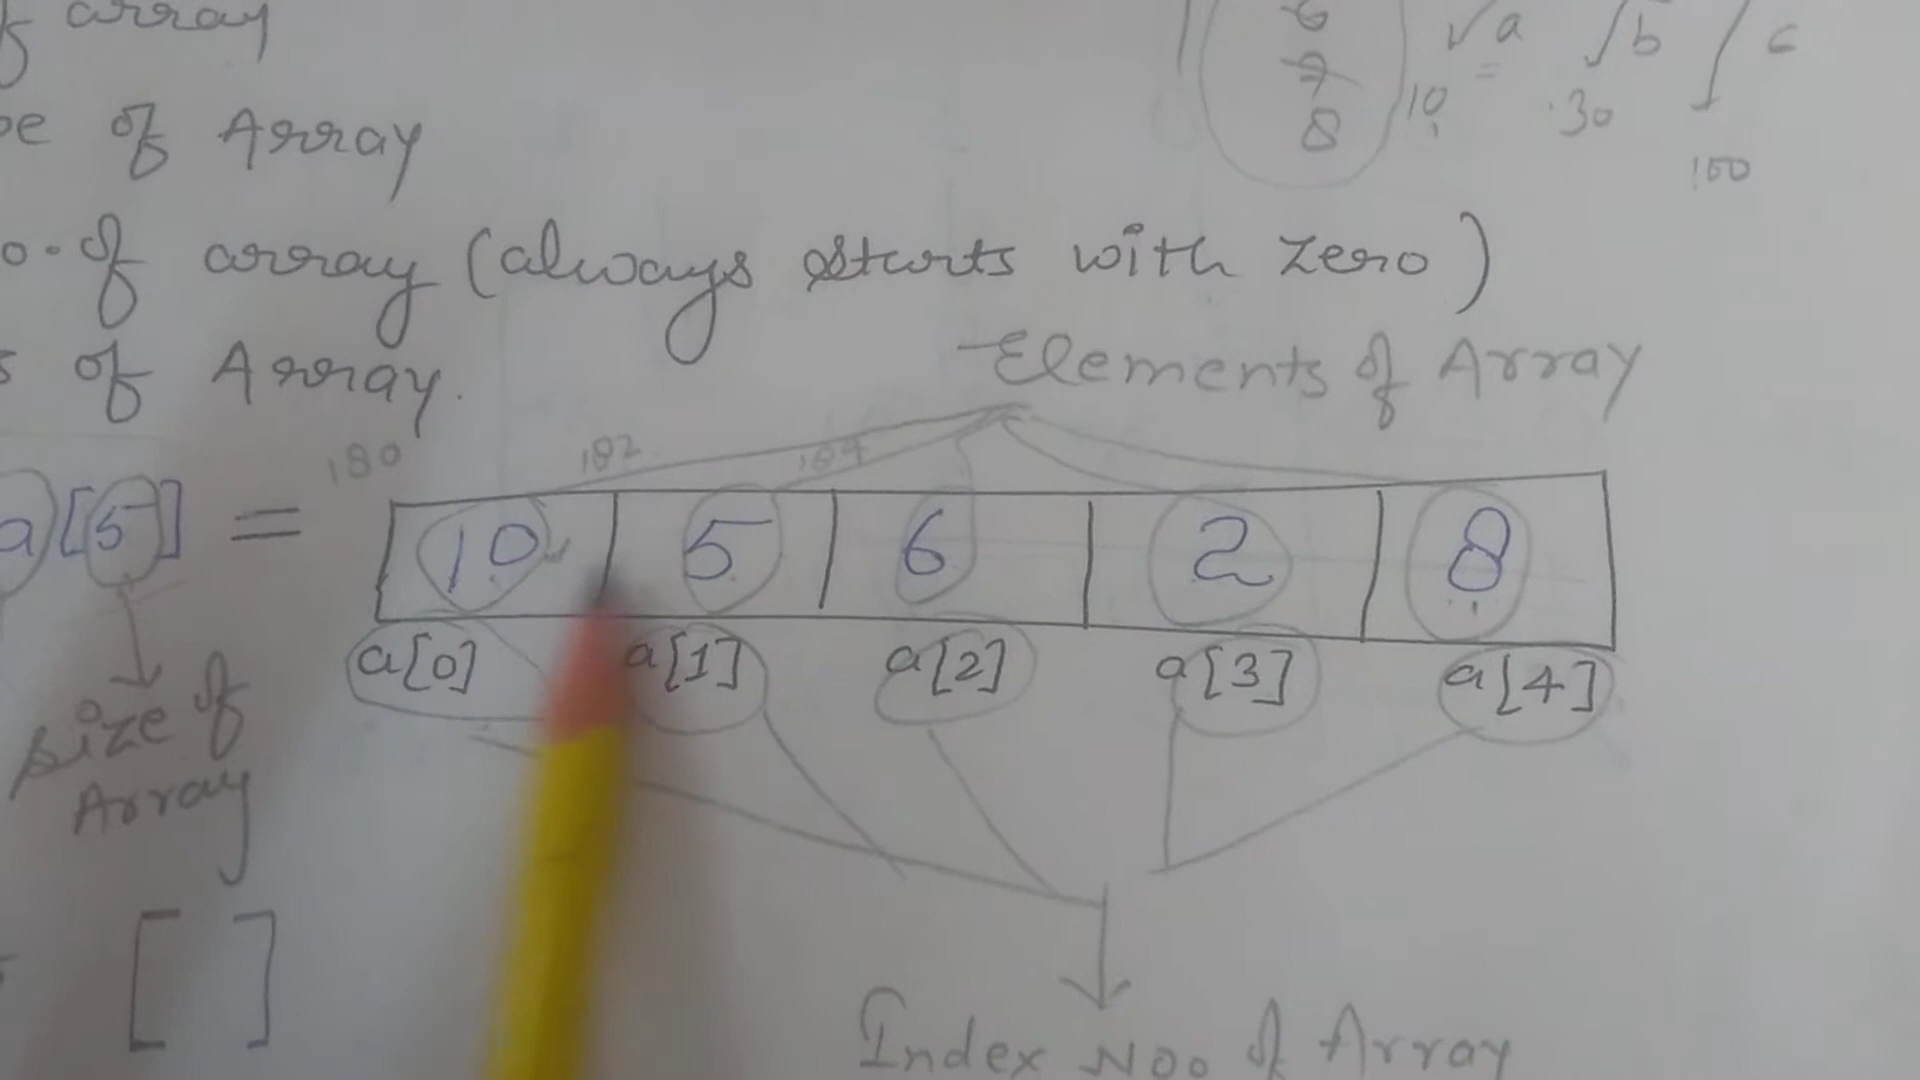 of array
of Array
of array (always starts with zero)
of Array.
Elements of Array
6
7
8
a b c
10 = 30
100
180 182 184
a[5] = 10 5 6 2 8
a[0] a[1] a[2] a[3] a[4]
size of
Array
[ ]
Index No. of Array